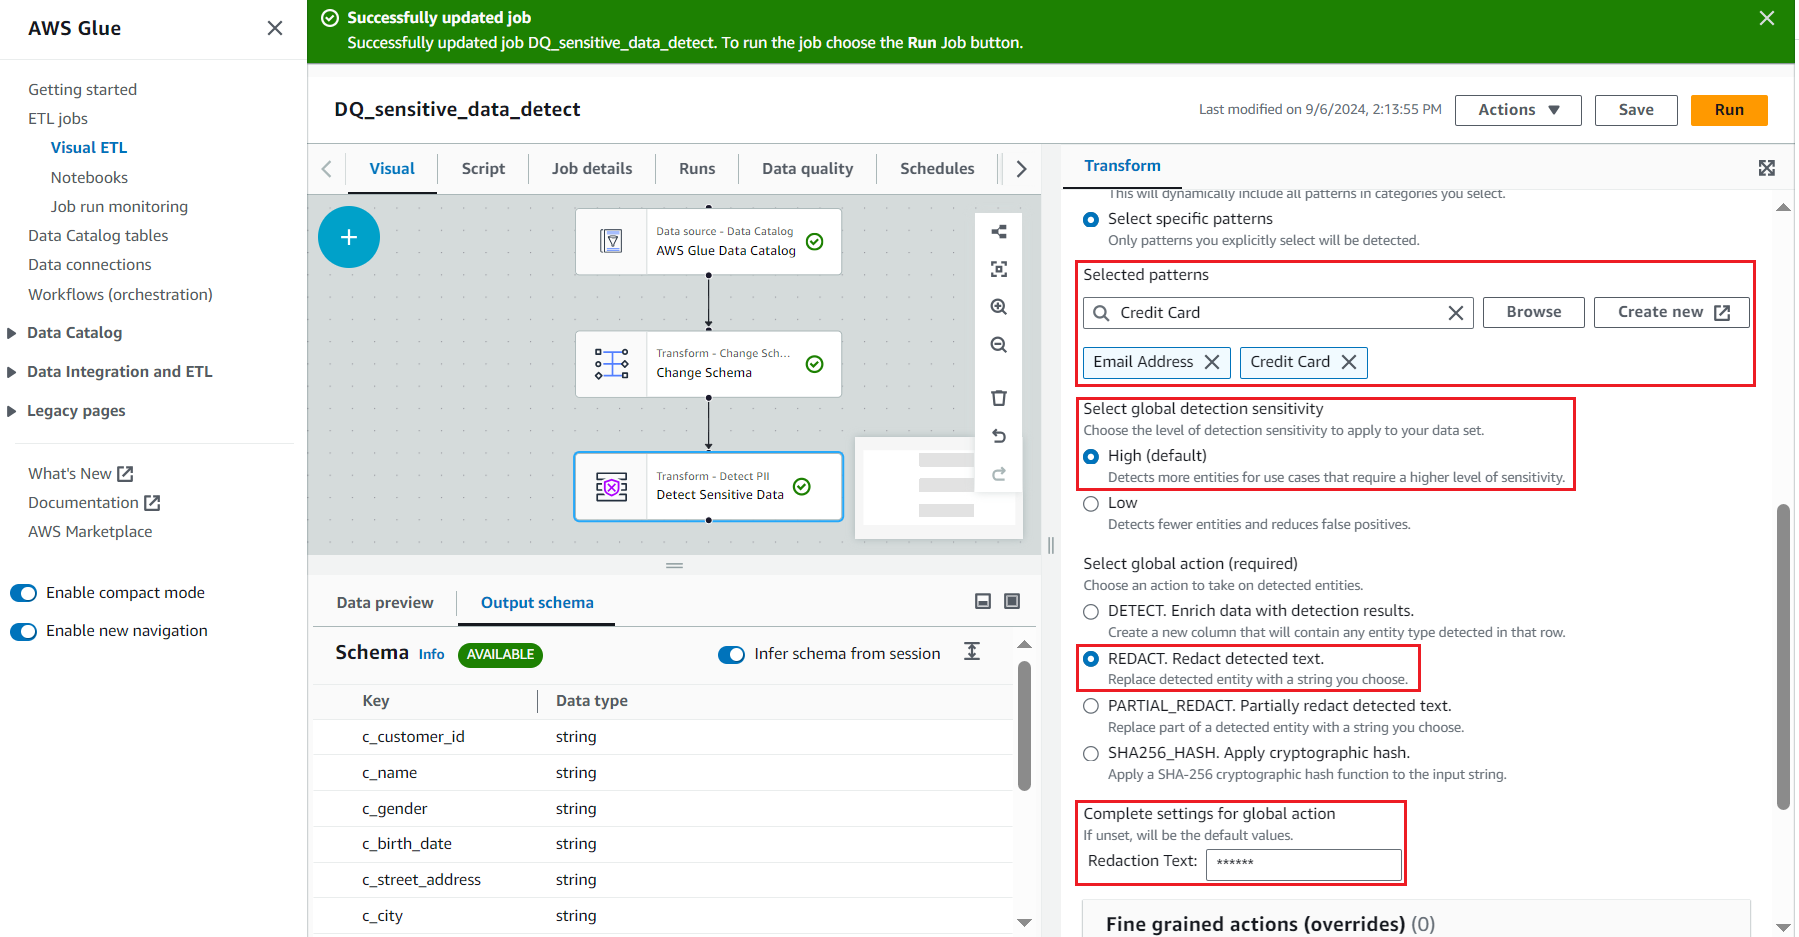 AWS Glue
Getting started
ETL jobs
Visual ETL
Notebooks
Job run monitoring
Data Catalog tables
Data connections
Workflows (orchestration)
Data Catalog
Data Integration and ETL
Legacy pages
What's New
Documentation
AWS Marketplace
Enable compact mode
Enable new navigation
Successfully updated job
Successfully updated job DQ_sensitive_data_detect. To run the job choose the Run Job button.
DQ_sensitive_data_detect
Last modified on 9/6/2024, 2:13:55 PM
Actions
Save
Run
Visual
Script
Job details
Runs
Data quality
Schedules
Data source - Data Catalog
AWS Glue Data Catalog
Transform - Change Sch...
Change Schema
Transform - Detect PII
Detect Sensitive Data
Data preview
Output schema
Schema Info AVAILABLE
Infer schema from session
Key Data type
c_customer_id string
c_name string
c_gender string
c_birth_date string
c_street_address string
c_city string
Transform
This will dynamically include all patterns in categories you select.
Select specific patterns
Only patterns you explicitly select will be detected.
Selected patterns
Credit Card
Browse
Create new
Email Address
Credit Card
Select global detection sensitivity
Choose the level of detection sensitivity to apply to your data set.
High (default)
Detects more entities for use cases that require a higher level of sensitivity.
Low
Detects fewer entities and reduces false positives.
Select global action (required)
Choose an action to take on detected entities.
DETECT. Enrich data with detection results.
Create a new column that will contain any entity type detected in that row.
REDACT. Redact detected text.
Replace detected entity with a string you choose.
PARTIAL_REDACT. Partially redact detected text.
Replace part of a detected entity with a string you choose.
SHA256_HASH. Apply cryptographic hash.
Apply a SHA-256 cryptographic hash function to the input string.
Complete settings for global action
If unset, will be the default values.
Redaction Text: ******
Fine grained actions (overrides) (0)